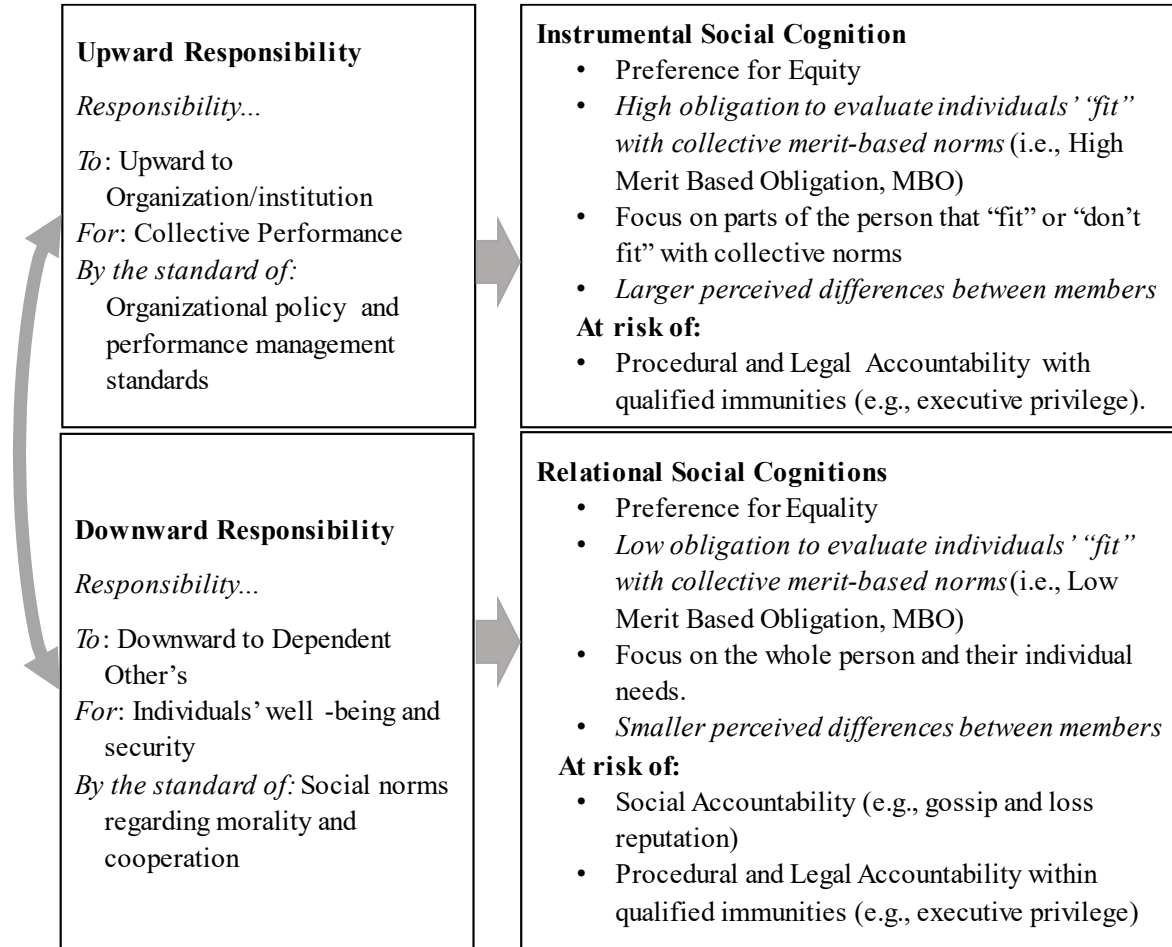 Upward Responsibility
Responsibility...
To: Upward to
Organization/institution
For: Collective Performance
By the standard of:
Organizational policy and
performance management
standards
Instrumental Social Cognition
• Preference for Equity
• High obligation to evaluate individuals’ “fit”
with collective merit-based norms (i.e., High
Merit Based Obligation, MBO)
• Focus on parts of the person that “fit” or “don’t
fit” with collective norms
• Larger perceived differences between members
At risk of:
• Procedural and Legal Accountability with
qualified immunities (e.g., executive privilege).
Downward Responsibility
Responsibility...
To: Downward to Dependent
Other’s
For: Individuals’ well -being and
security
By the standard of: Social norms
regarding morality and
cooperation
Relational Social Cognitions
• Preference for Equality
• Low obligation to evaluate individuals’ “fit”
with collective merit-based norms (i.e., Low
Merit Based Obligation, MBO)
• Focus on the whole person and their individual
needs.
• Smaller perceived differences between members
At risk of:
• Social Accountability (e.g., gossip and loss
reputation)
• Procedural and Legal Accountability within
qualified immunities (e.g., executive privilege)